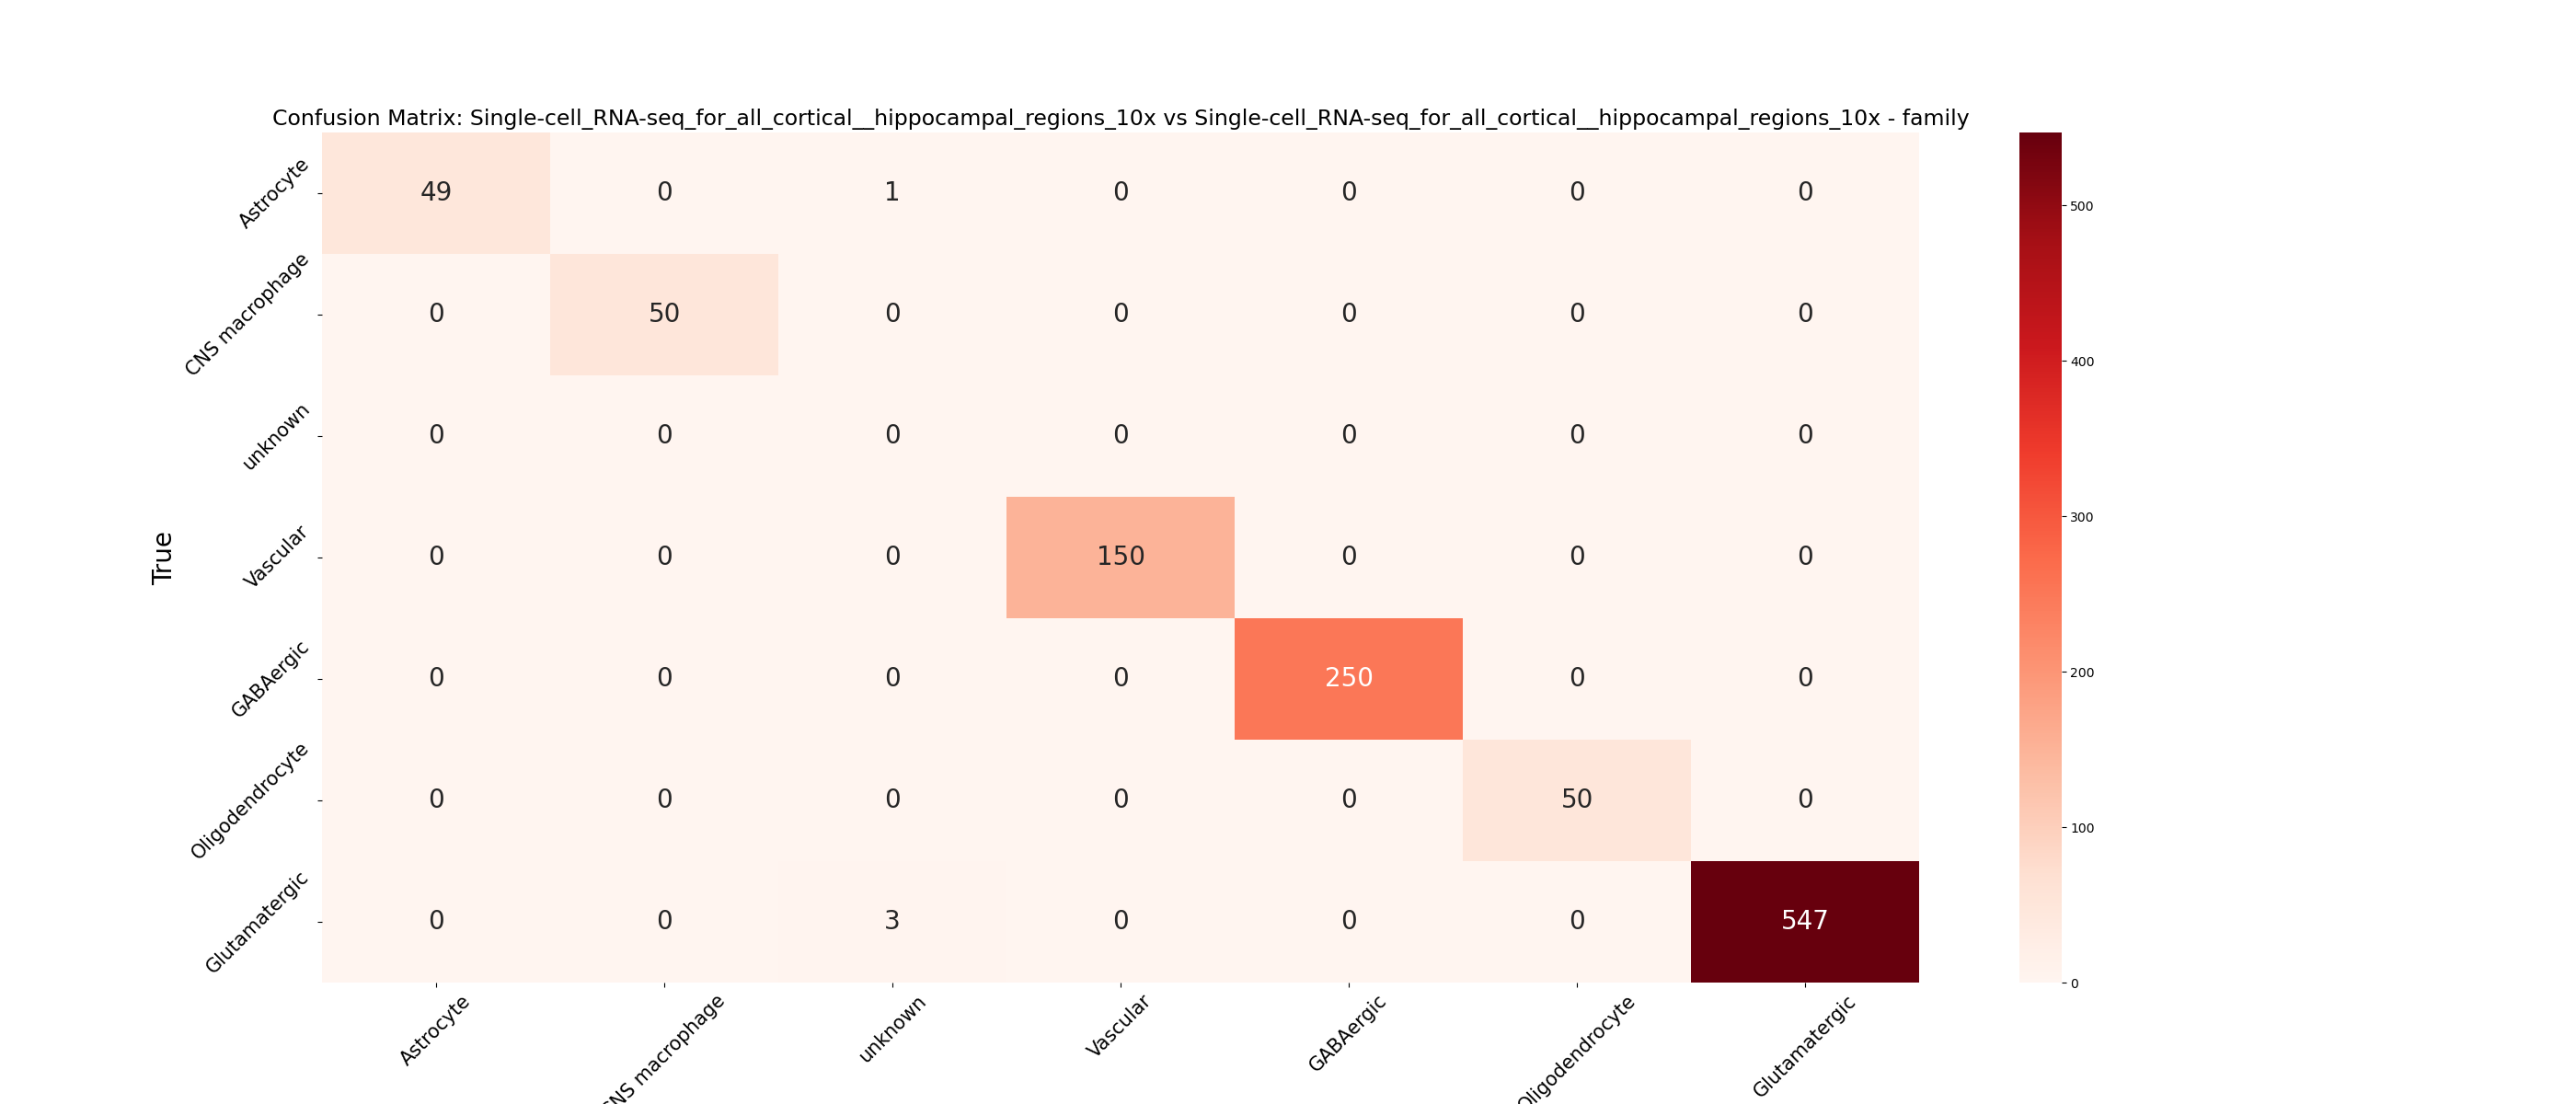 Confusion Matrix: Single-cell_RNA-seq_for_all_cortical__hippocampal_regions_10x vs Single-cell_RNA-seq_for_all_cortical__hippocampal_regions_10x - family
True
Astrocyte 49 0 1 0 0 0 0
CNS macrophage 0 50 0 0 0 0 0
unknown 0 0 0 0 0 0 0
Vascular 0 0 0 150 0 0 0
GABAergic 0 0 0 0 250 0 0
Oligodendrocyte 0 0 0 0 0 50 0
Glutamatergic 0 0 3 0 0 0 547
Astrocyte CNS macrophage unknown Vascular GABAergic Oligodendrocyte Glutamatergic
500
400
300
200
100
0